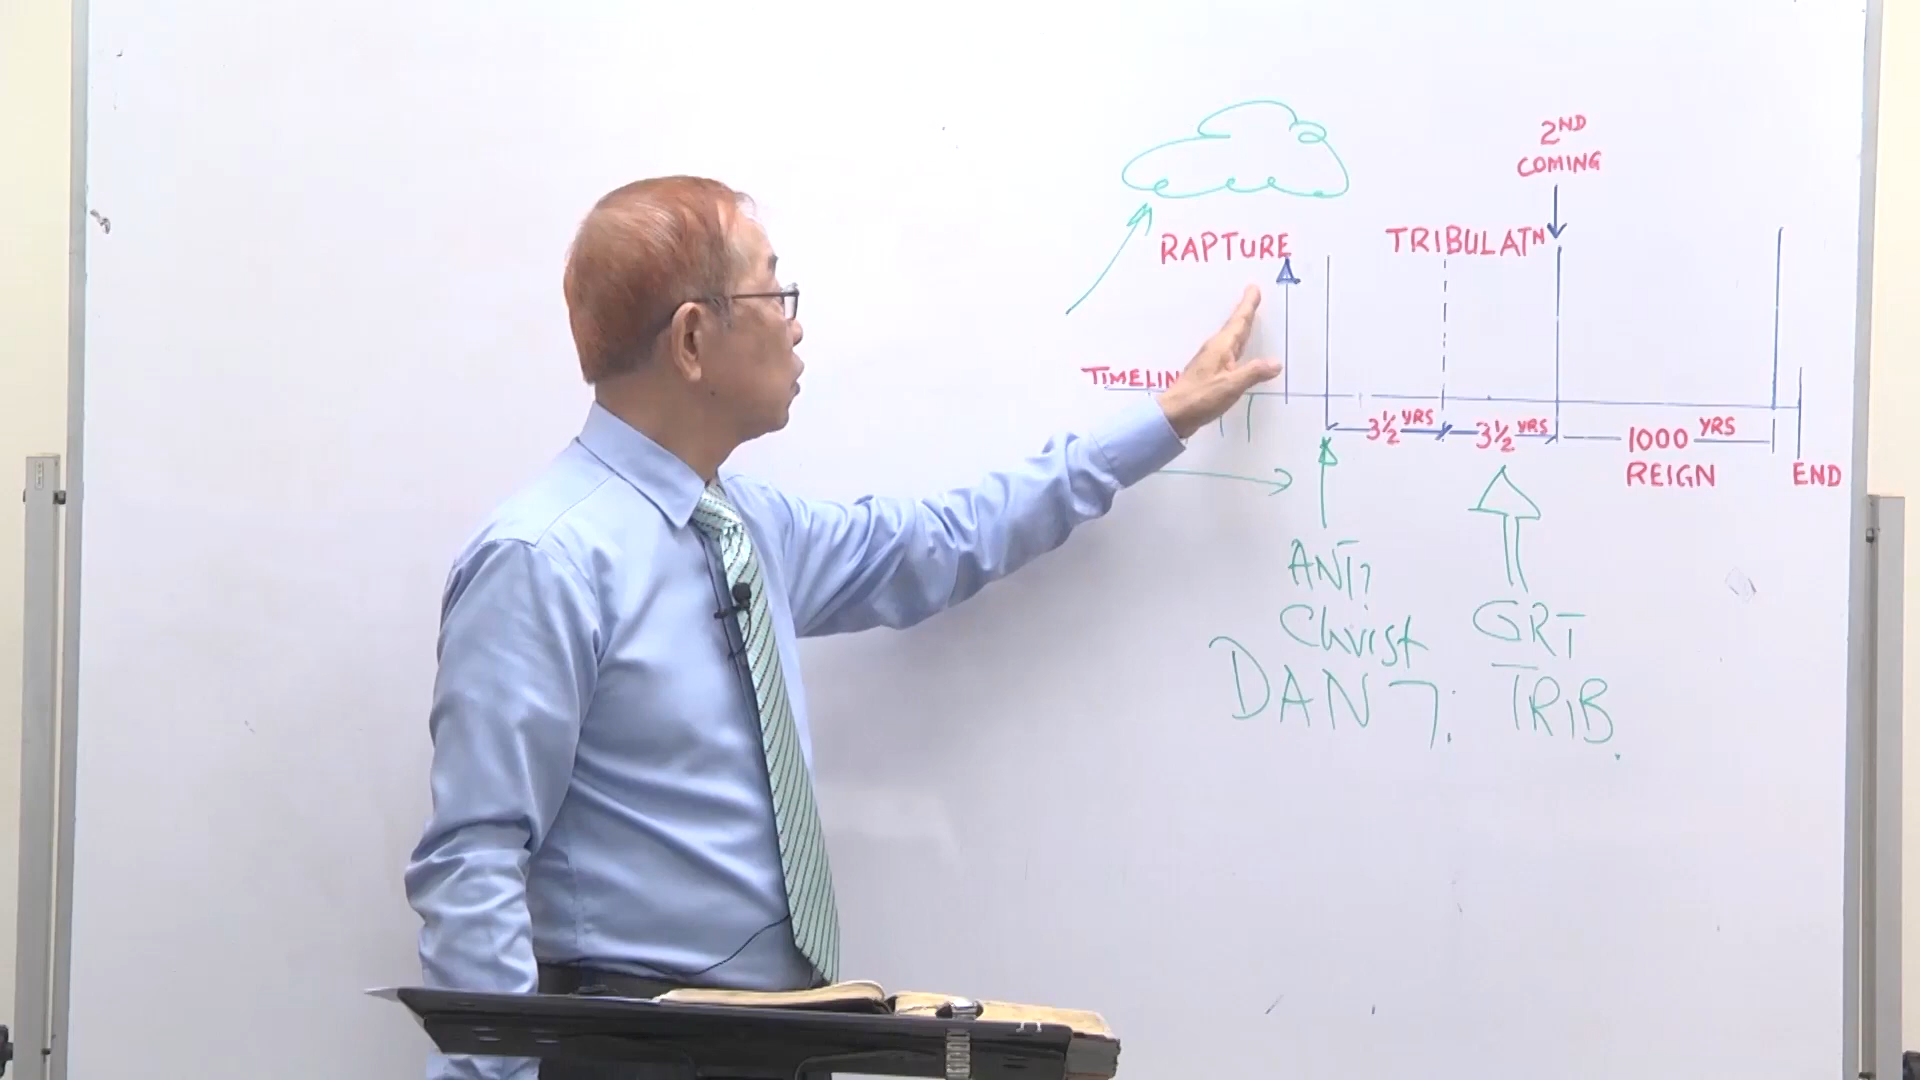 2ND
COMING
RAPTURE
TRIBULATN
TIMELIN
3½ YRS
3½ YRS
1000 YRS
REIGN
END
ANTI
Christ
GRT
TRIB.
DAN 7: